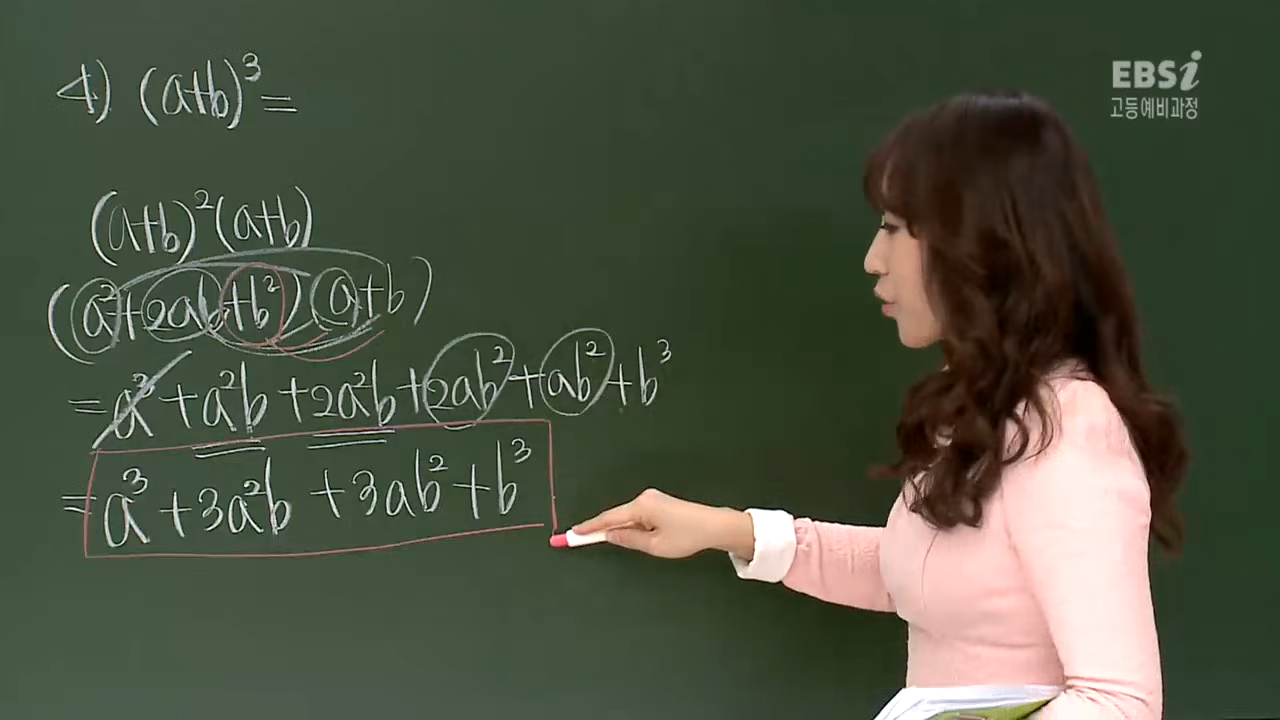 4) (a+b)³=
EBSi
고등예비과정
(a+b)²(a+b)
(a²+2ab+b²)(a+b)
=a³+a²b+2a²b+2ab²+ab²+b³
=a³+3a²b+3ab²+b³